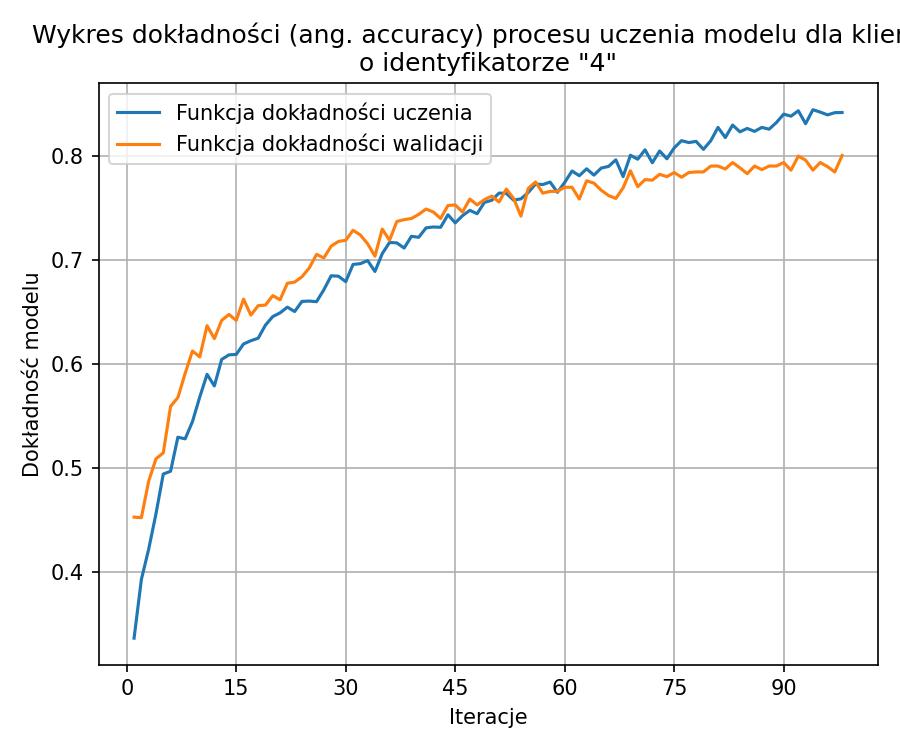 Wykres dokładności (ang. accuracy) procesu uczenia modelu dla
o identyfikatorze "4"
Funkcja dokładności uczenia
Funkcja dokładności walidacji
0.8
0.7
0.6
0.5
0.4
Dokładność modelu
0 15 30 45 60 75 90
Iteracje